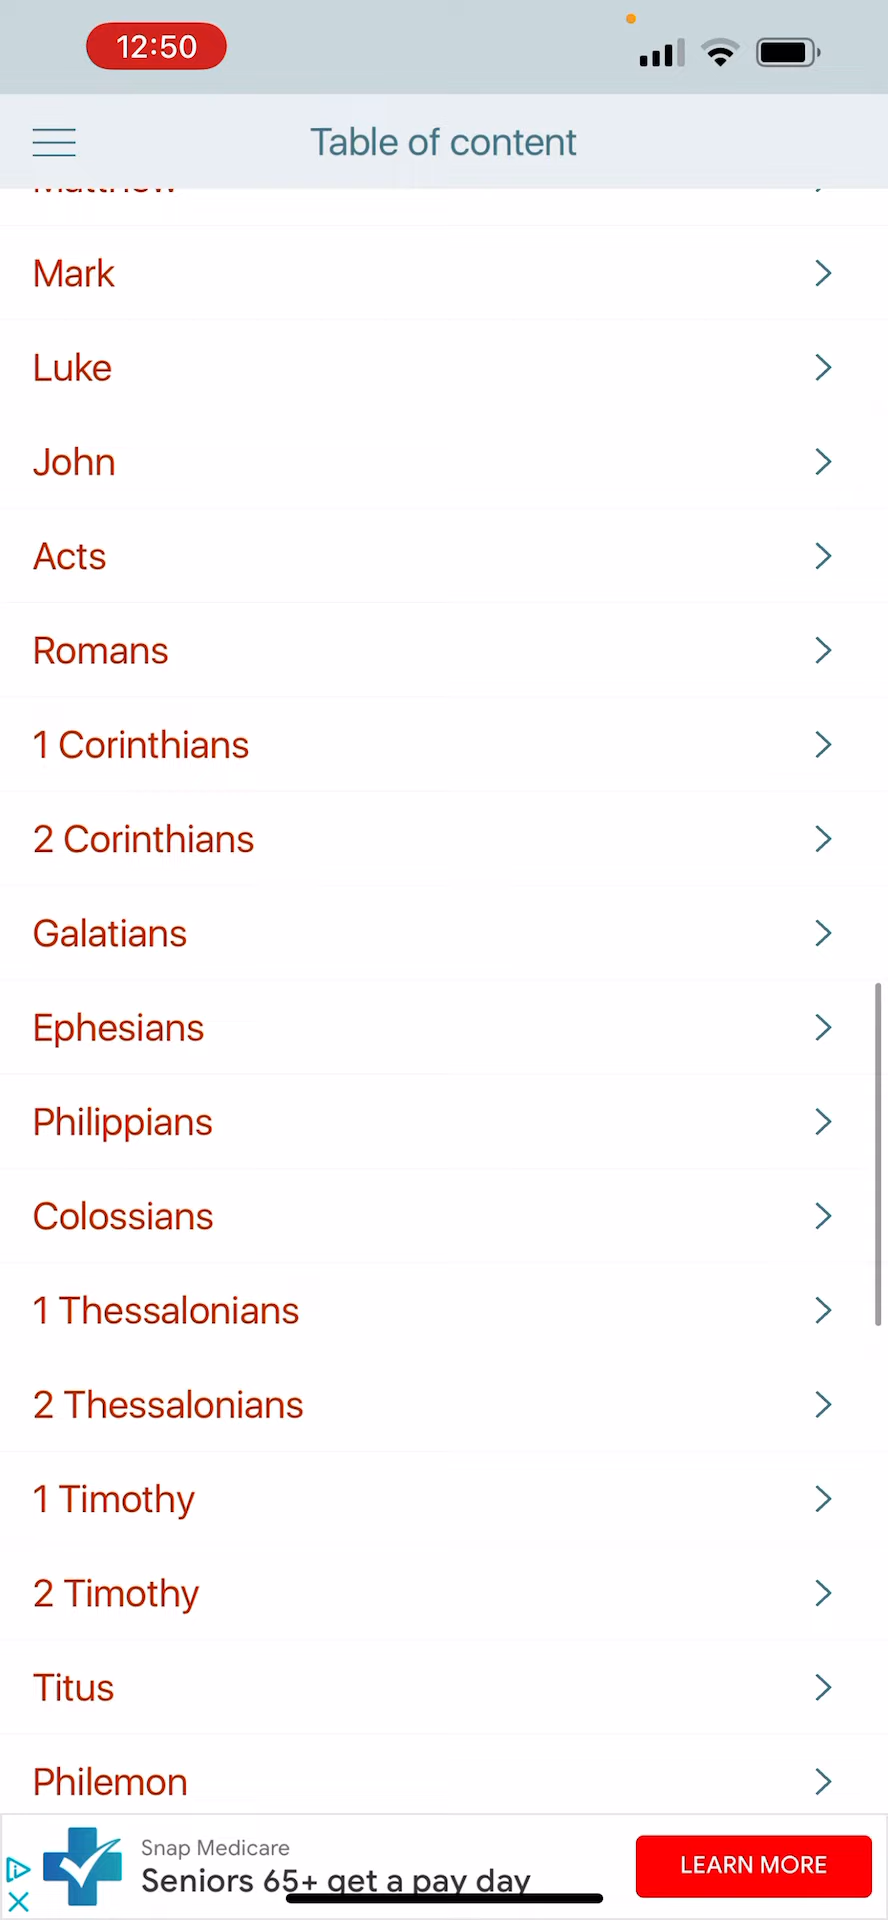 12:50
Table of content
Matthew
Mark
Luke
John
Acts
Romans
1 Corinthians
2 Corinthians
Galatians
Ephesians
Philippians
Colossians
1 Thessalonians
2 Thessalonians
1 Timothy
2 Timothy
Titus
Philemon
Snap Medicare
Seniors 65+ get a pay day
LEARN MORE